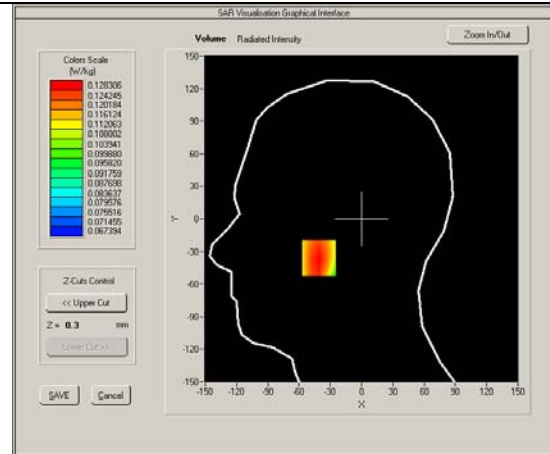 SAR Visualisation Graphical Interface
Volume Radiated Intensity
Zoom In/Out
Colors Scale
(W/kg)
0.128306
0.124245
0.120184
0.116124
0.112063
0.108002
0.103941
0.099880
0.095820
0.091759
0.087698
0.083637
0.079576
0.075516
0.071455
0.067394
Z-Cuts Control
<< Upper Cut
Z = 0.3 mm
Lower Cut >>
SAVE Cancel
150
120
90
60
30
0
-30
-60
-90
-120
-150
Y
-150 -120 -90 -60 -30 0 30 60 90 120 150
X